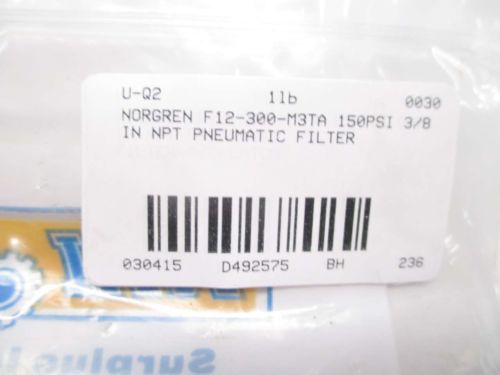 U-Q2 1lb 0030
NORGREN F12-300-M3TA 150PSI 3/8
IN NPT PNEUMATIC FILTER
030415 D492575 BH 236
Surplus